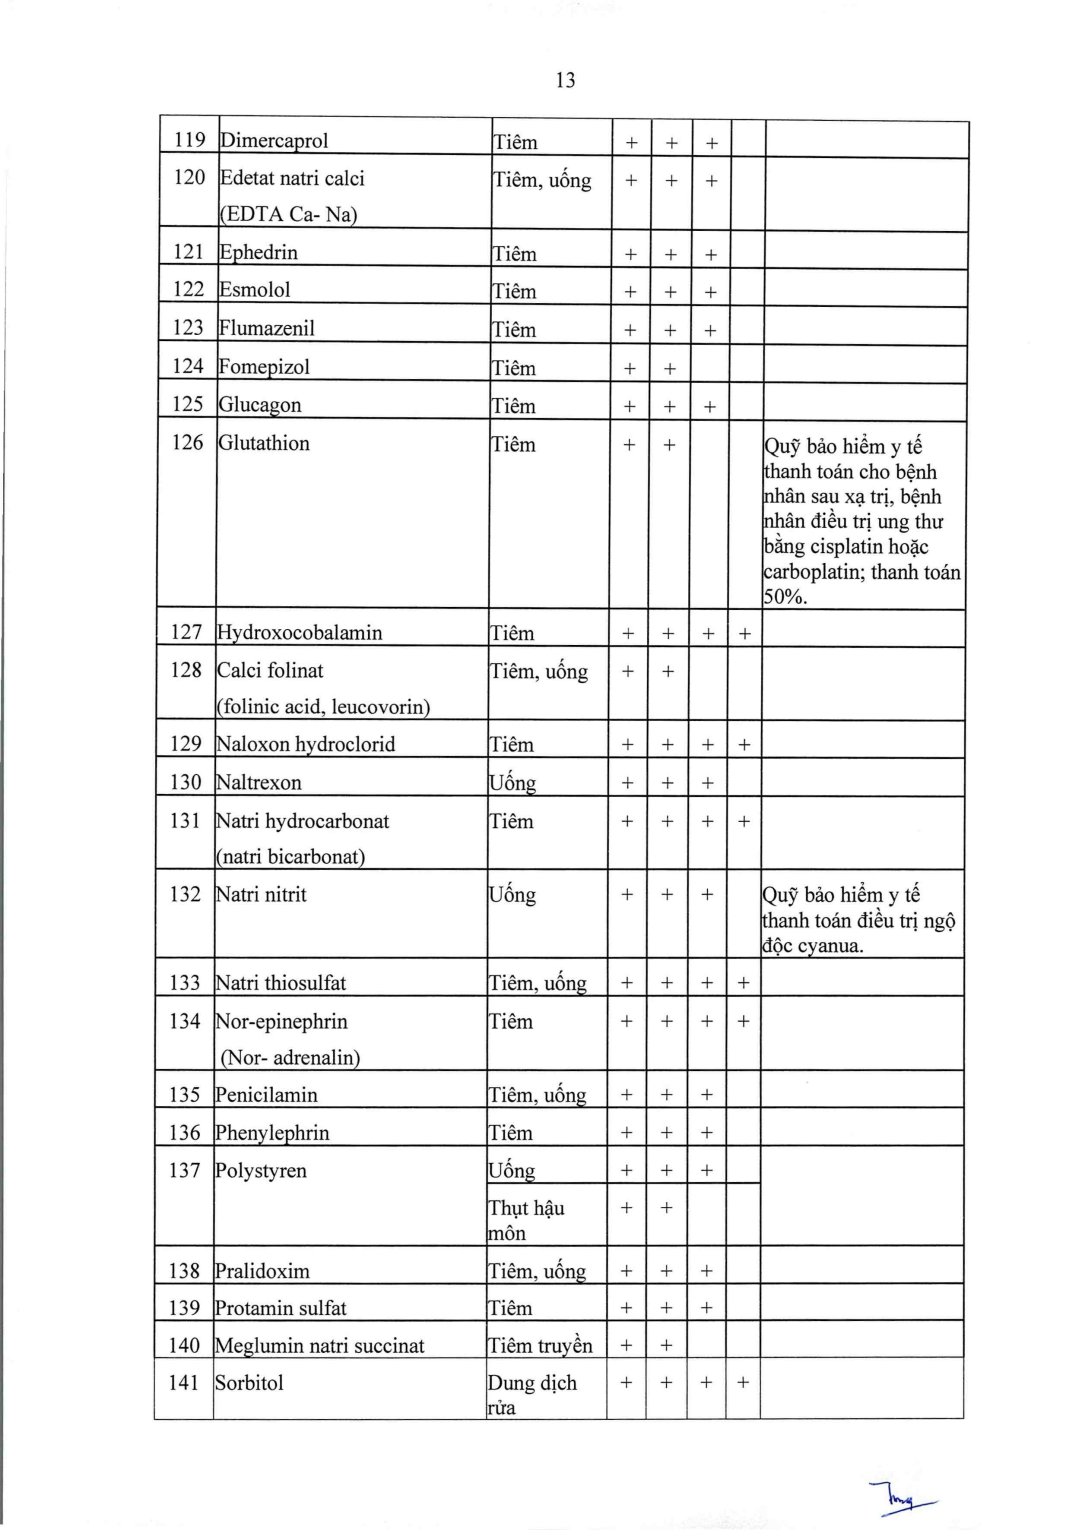 13
119 Dimercaprol Tiêm + + +
120 Edetat natri calci Tiêm, uống + + +
(EDTA Ca- Na)
121 Ephedrin Tiêm + + +
122 Esmolol Tiêm + + +
123 Flumazenil Tiêm + + +
124 Fomepizol Tiêm + +
125 Glucagon Tiêm + + +
126 Glutathion Tiêm + + Quỹ bảo hiểm y tế
thanh toán cho bệnh
nhân sau xạ trị, bệnh
nhân điều trị ung thư
bằng cisplatin hoặc
carboplatin; thanh toán
50%.
127 Hydroxocobalamin Tiêm + + + +
128 Calci folinat Tiêm, uống + +
(folinic acid, leucovorin)
129 Naloxon hydroclorid Tiêm + + + +
130 Naltrexon Uống + + +
131 Natri hydrocarbonat Tiêm + + + +
(natri bicarbonat)
132 Natri nitrit Uống + + + Quỹ bảo hiểm y tế
thanh toán điều trị ngộ
độc cyanua.
133 Natri thiosulfat Tiêm, uống + + + +
134 Nor-epinephrin Tiêm + + + +
(Nor- adrenalin)
135 Penicilamin Tiêm, uống + + +
136 Phenylephrin Tiêm + + +
137 Polystyren Uống + + +
Thụt hậu + +
môn
138 Pralidoxim Tiêm, uống + + +
139 Protamin sulfat Tiêm + + +
140 Meglumin natri succinat Tiêm truyền + +
141 Sorbitol Dung dịch + + + +
rửa